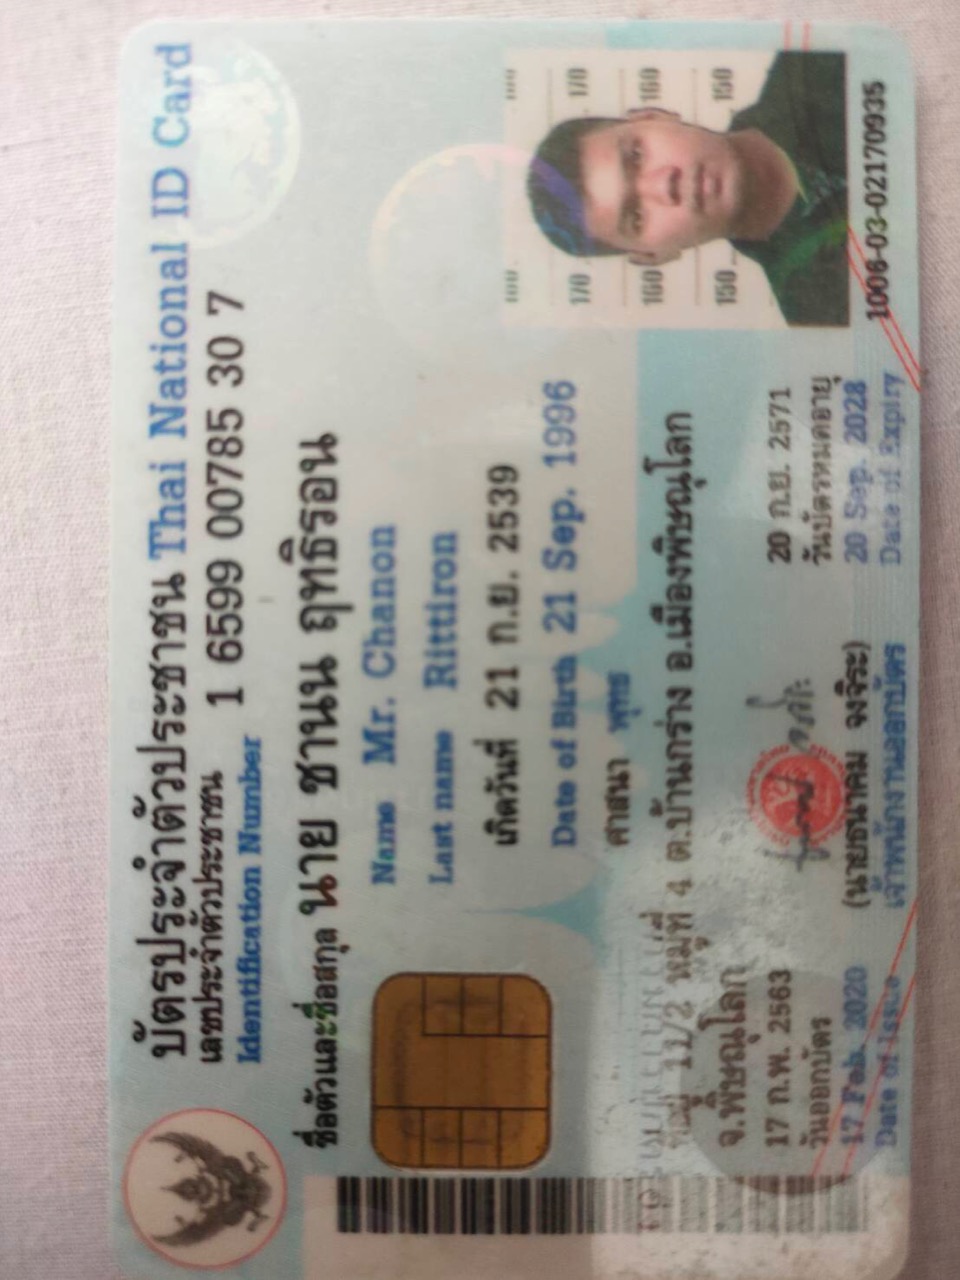 บัตรประจำตัวประชาชน Thai National ID Card
เลขประจำตัวประชาชน 1 6599 00785 30 7
Identification Number
ชื่อตัวและชื่อสกุล นาย ชานน ฤทธิรอน
Name Mr. Chanon
Last name Rittiron
เกิดวันที่ 21 ก.ย. 2539
Date of Birth 21 Sep. 1996
ศาสนา พุทธ
ที่อยู่ 11/2 หมู่ที่ 4 ต.บ้านกร่าง อ.เมืองพิษณุโลก
จ.พิษณุโลก
17 ก.พ. 2563
วันออกบัตร
17 Feb. 2020
Date of Issue
(นายธนาคม จงจิระ)
เจ้าพนักงานออกบัตร
20 ก.ย. 2571
วันบัตรหมดอายุ
20 Sep. 2028
Date of Expiry
170 160 150
170 160 150
1006-03-02170935